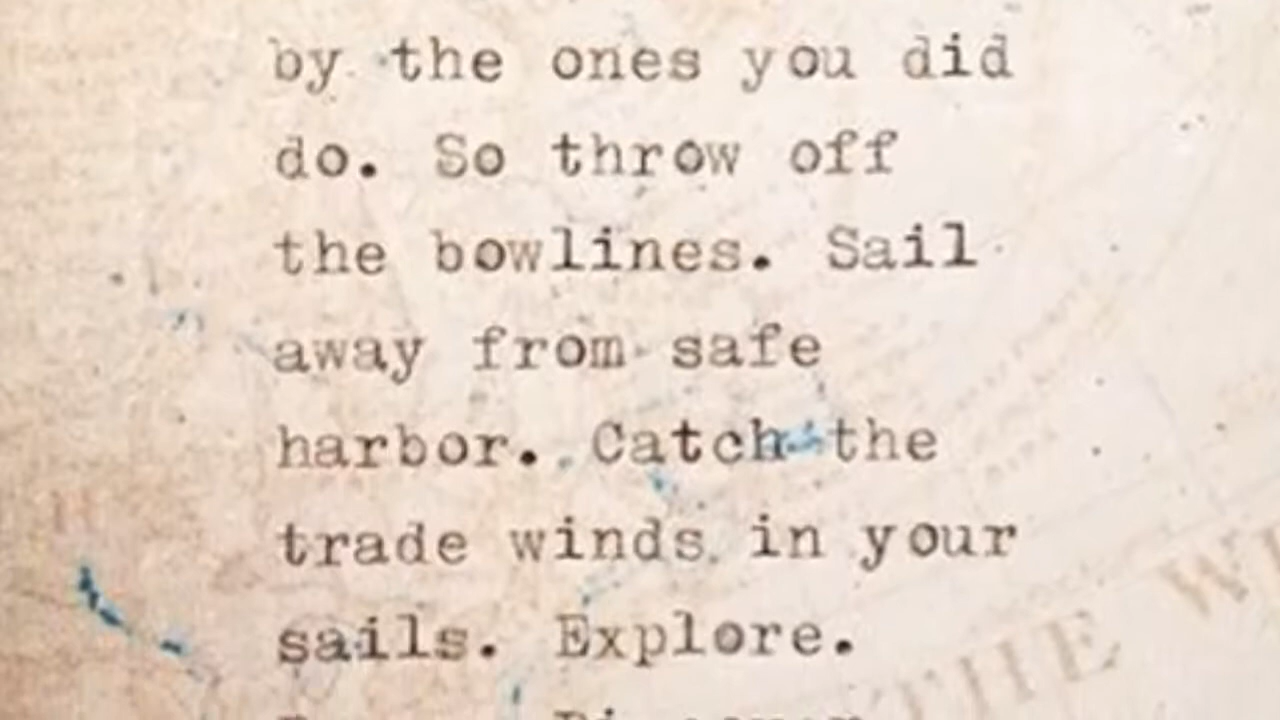 by the ones you did
do. So throw off
the bowlines. Sail
away from safe
harbor. Catch the
trade winds in your
sails. Explore.
THE